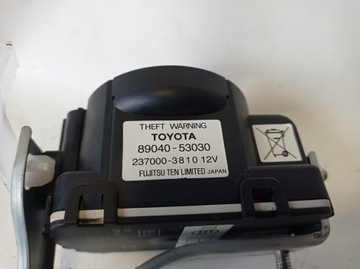 THEFT WARNING
TOYOTA
89040-53030
237000-3810 12V
FUJITSU TEN LIMITED JAPAN